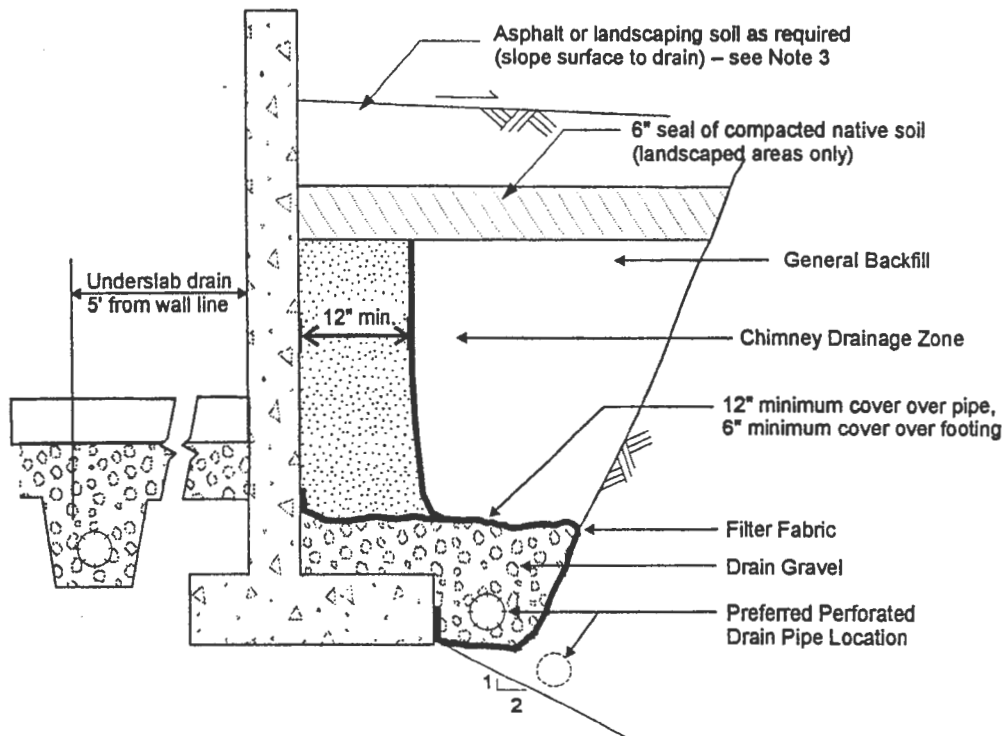 Asphalt or landscaping soil as required
(slope surface to drain) – see Note 3
6" seal of compacted native soil
(landscaped areas only)
General Backfill
Underslab drain
5' from wall line
12" min.
Chimney Drainage Zone
12" minimum cover over pipe,
6" minimum cover over footing
Filter Fabric
Drain Gravel
Preferred Perforated
Drain Pipe Location
1
2